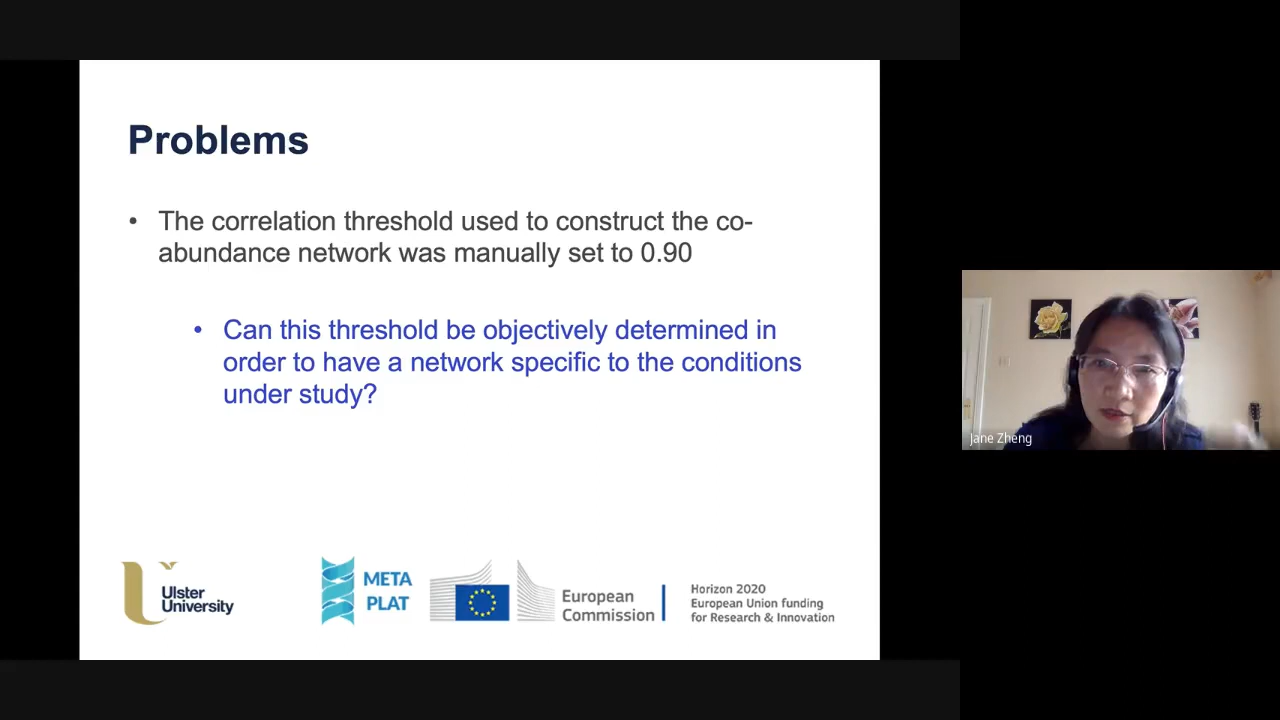 Problems
• The correlation threshold used to construct the co-
abundance network was manually set to 0.90
• Can this threshold be objectively determined in
order to have a network specific to the conditions
under study?
Jane Zheng
Ulster
University
META
PLAT
European
Commission
Horizon 2020
European Union funding
for Research & Innovation